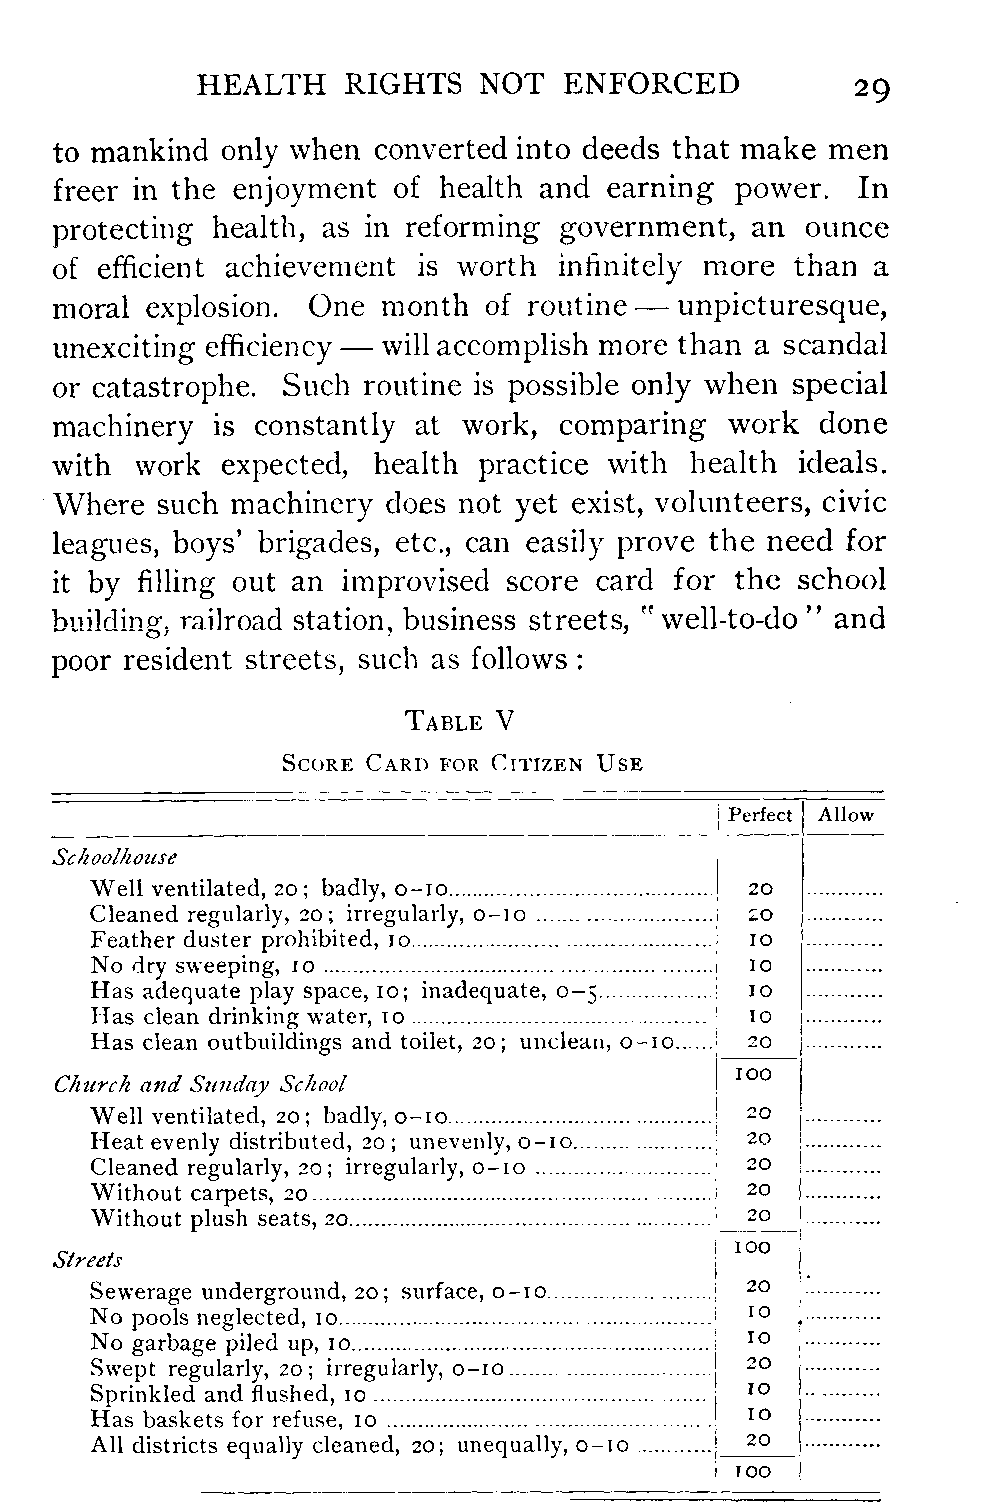 HEALTH RIGHTS NOT ENFORCED 29
to mankind only when converted into deeds that make men
freer in the enjoyment of health and earning power. In
protecting health, as in reforming government, an ounce
of efficient achievement is worth infinitely more than a
moral explosion. One month of routine — unpicturesque,
unexciting efficiency — will accomplish more than a scandal
or catastrophe. Such routine is possible only when special
machinery is constantly at work, comparing work done
with work expected, health practice with health ideals.
Where such machinery does not yet exist, volunteers, civic
leagues, boys' brigades, etc., can easily prove the need for
it by filling out an improvised score card for the school
building, railroad station, business streets, "well-to-do" and
poor resident streets, such as follows:
TABLE V
SCORE CARD FOR CITIZEN USE
Perfect Allow
Schoolhouse
Well ventilated, 20; badly, 0–10 20
Cleaned regularly, 20; irregularly, 0–10 20
Feather duster prohibited, 10 10
No dry sweeping, 10 10
Has adequate play space, 10; inadequate, 0–5 10
Has clean drinking water, 10 10
Has clean outbuildings and toilet, 20; unclean, 0–10 20
100
Church and Sunday School
Well ventilated, 20; badly, 0–10 20
Heat evenly distributed, 20; unevenly, 0–10 20
Cleaned regularly, 20; irregularly, 0–10 20
Without carpets, 20 20
Without plush seats, 20 20
100
Streets
Sewerage underground, 20; surface, 0–10 20
No pools neglected, 10 10
No garbage piled up, 10 10
Swept regularly, 20; irregularly, 0–10 20
Sprinkled and flushed, 10 10
Has baskets for refuse, 10 10
All districts equally cleaned, 20; unequally, 0–10 20
100